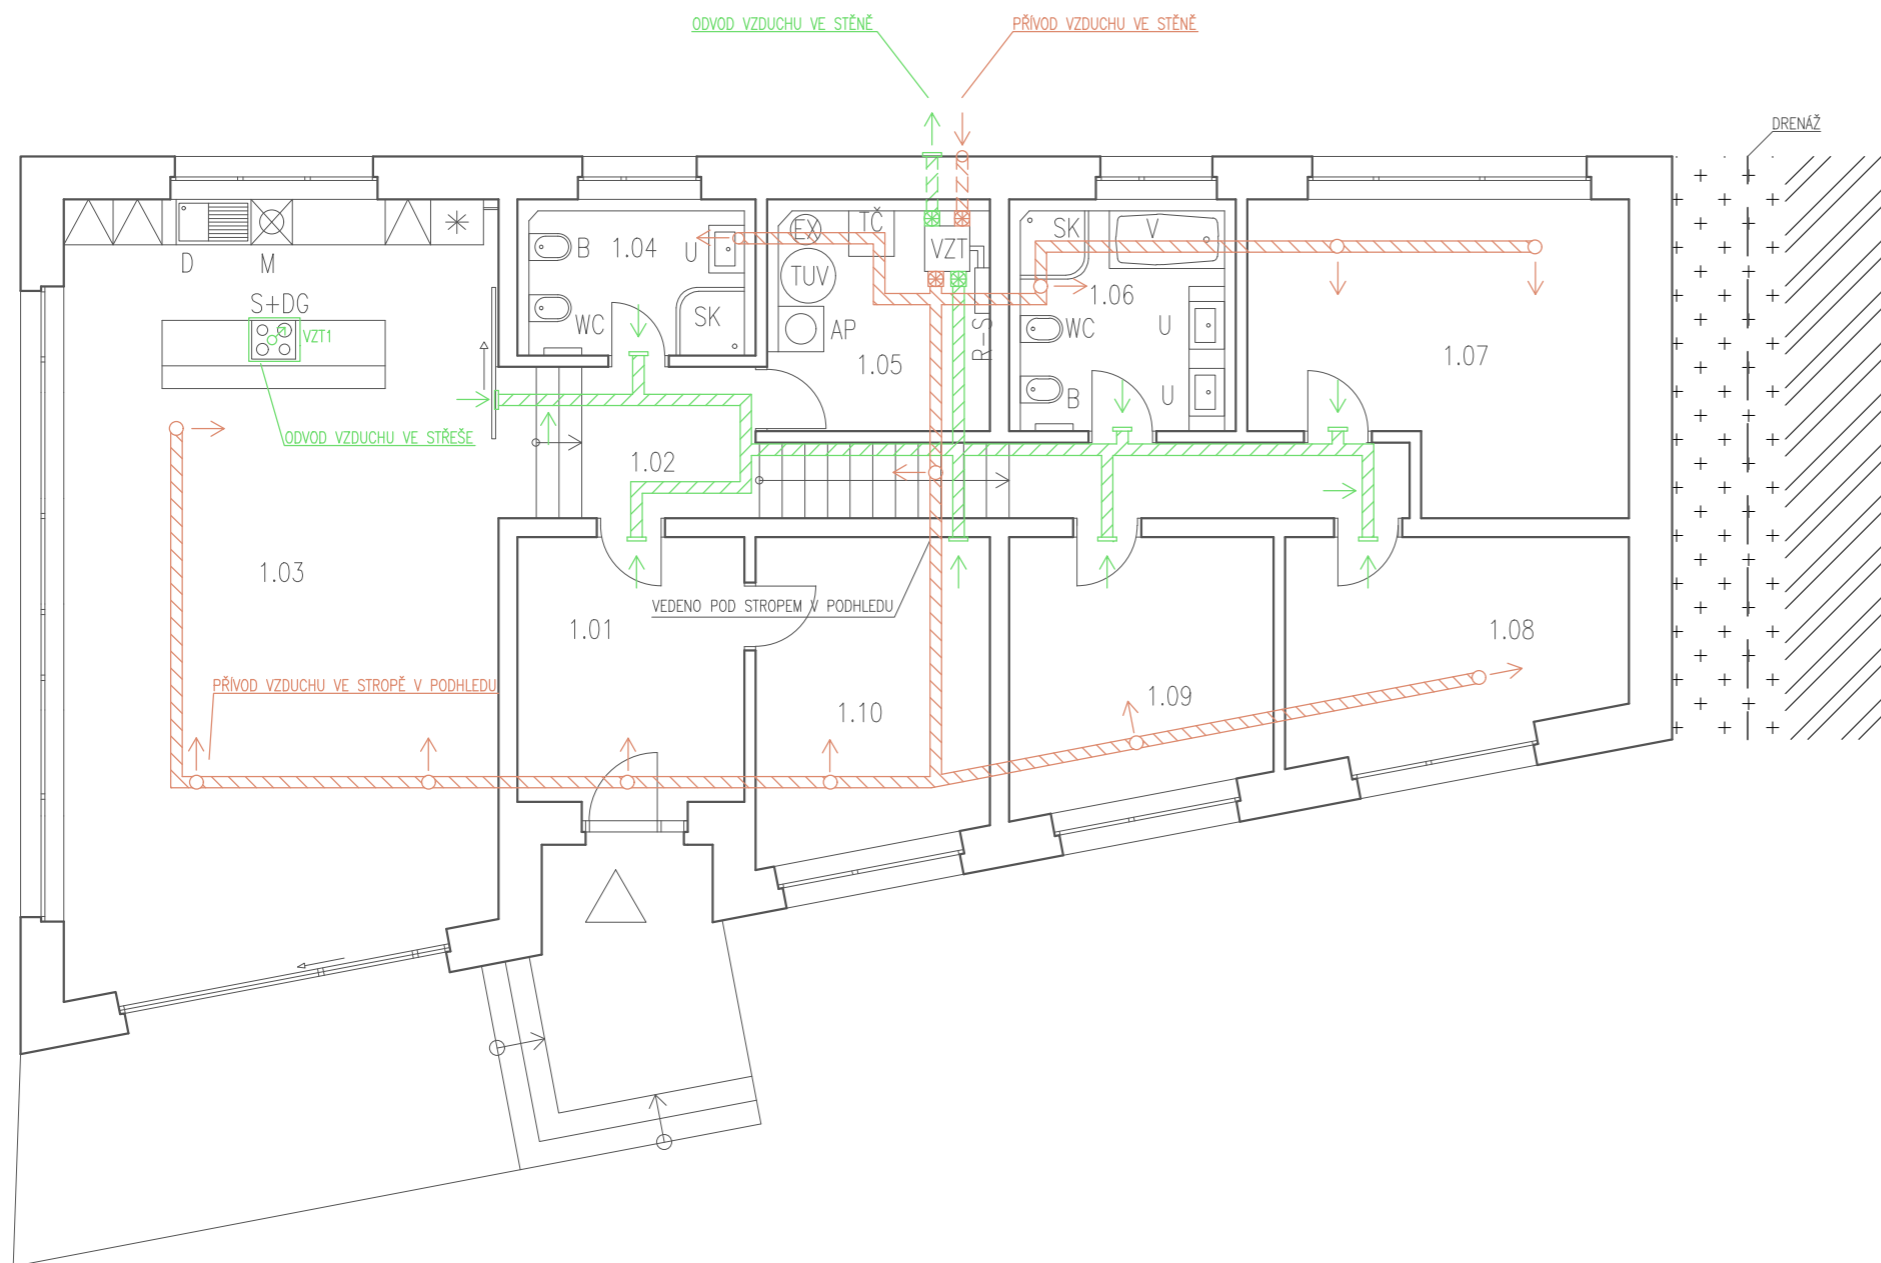 ODVOD VZDUCHU VE STĚNĚ
PŘÍVOD VZDUCHU VE STĚNĚ
DRENÁŽ
D
M
S+DG
VZT1
ODVOD VZDUCHU VE STŘEŠE
B
1.04
U
WC
SK
EX
TČ
TUV
AP
VZT
R-S
1.05
SK
V
1.06
WC
U
B
U
1.07
1.02
1.03
1.01
VEDENO POD STROPEM V PODHLEDU
1.08
PŘÍVOD VZDUCHU VE STROPĚ V PODHLEDU
1.10
1.09